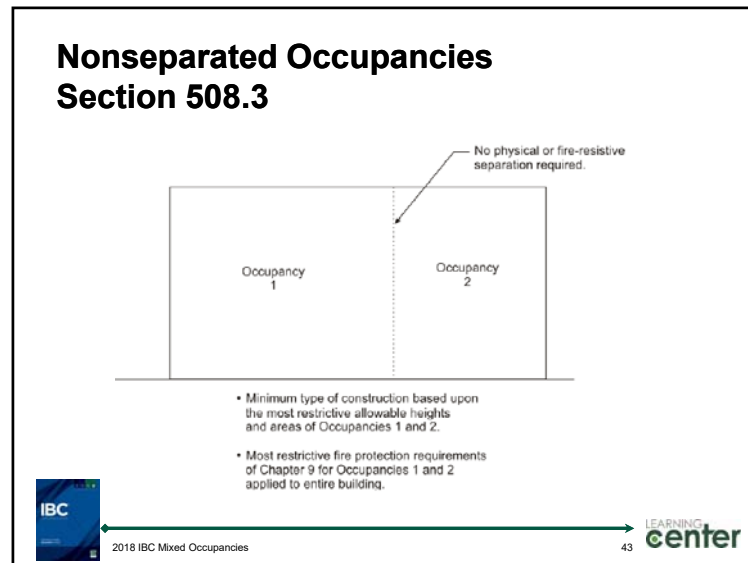 Nonseparated Occupancies
Section 508.3
No physical or fire-resistive
separation required.
Occupancy
1
Occupancy
2
• Minimum type of construction based upon
the most restrictive allowable heights
and areas of Occupancies 1 and 2.
• Most restrictive fire protection requirements
of Chapter 9 for Occupancies 1 and 2
applied to entire building.
IBC
2018 IBC Mixed Occupancies
43
LEARNING
center